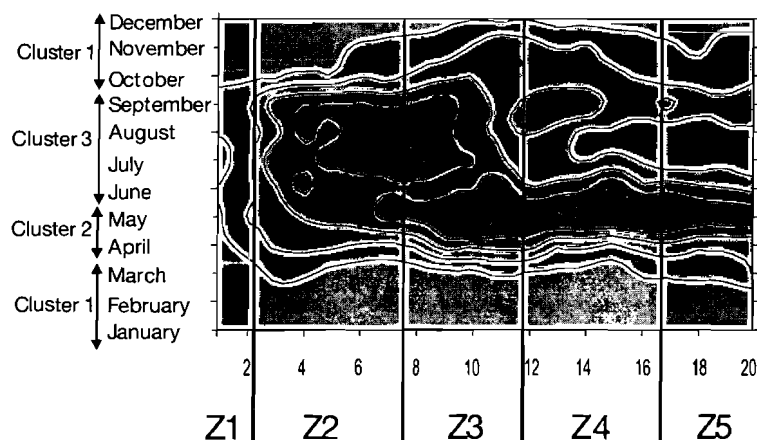 December
Cluster 1 November
October
September
August
Cluster 3
July
June
May
Cluster 2
April
March
Cluster 1 February
January
2 4 6 8 10 12 14 16 18 20
Z1 Z2 Z3 Z4 Z5